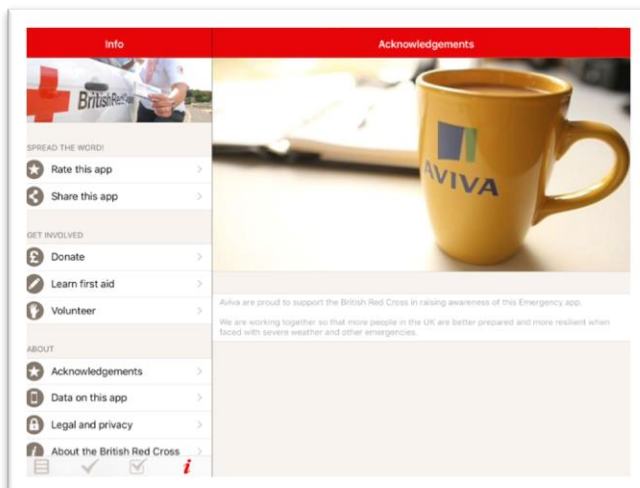 Info
Acknowledgements
British Red
SPREAD THE WORD!
Rate this app
Share this app
GET INVOLVED
Donate
Learn first aid
Volunteer
ABOUT
Acknowledgements
Data on this app
Legal and privacy
About the British Red Cross
AVIVA
Aviva are proud to support the British Red Cross in raising awareness of this Emergency app.
We are working together so that more people in the UK are better prepared and more resilient when
faced with severe weather and other emergencies.